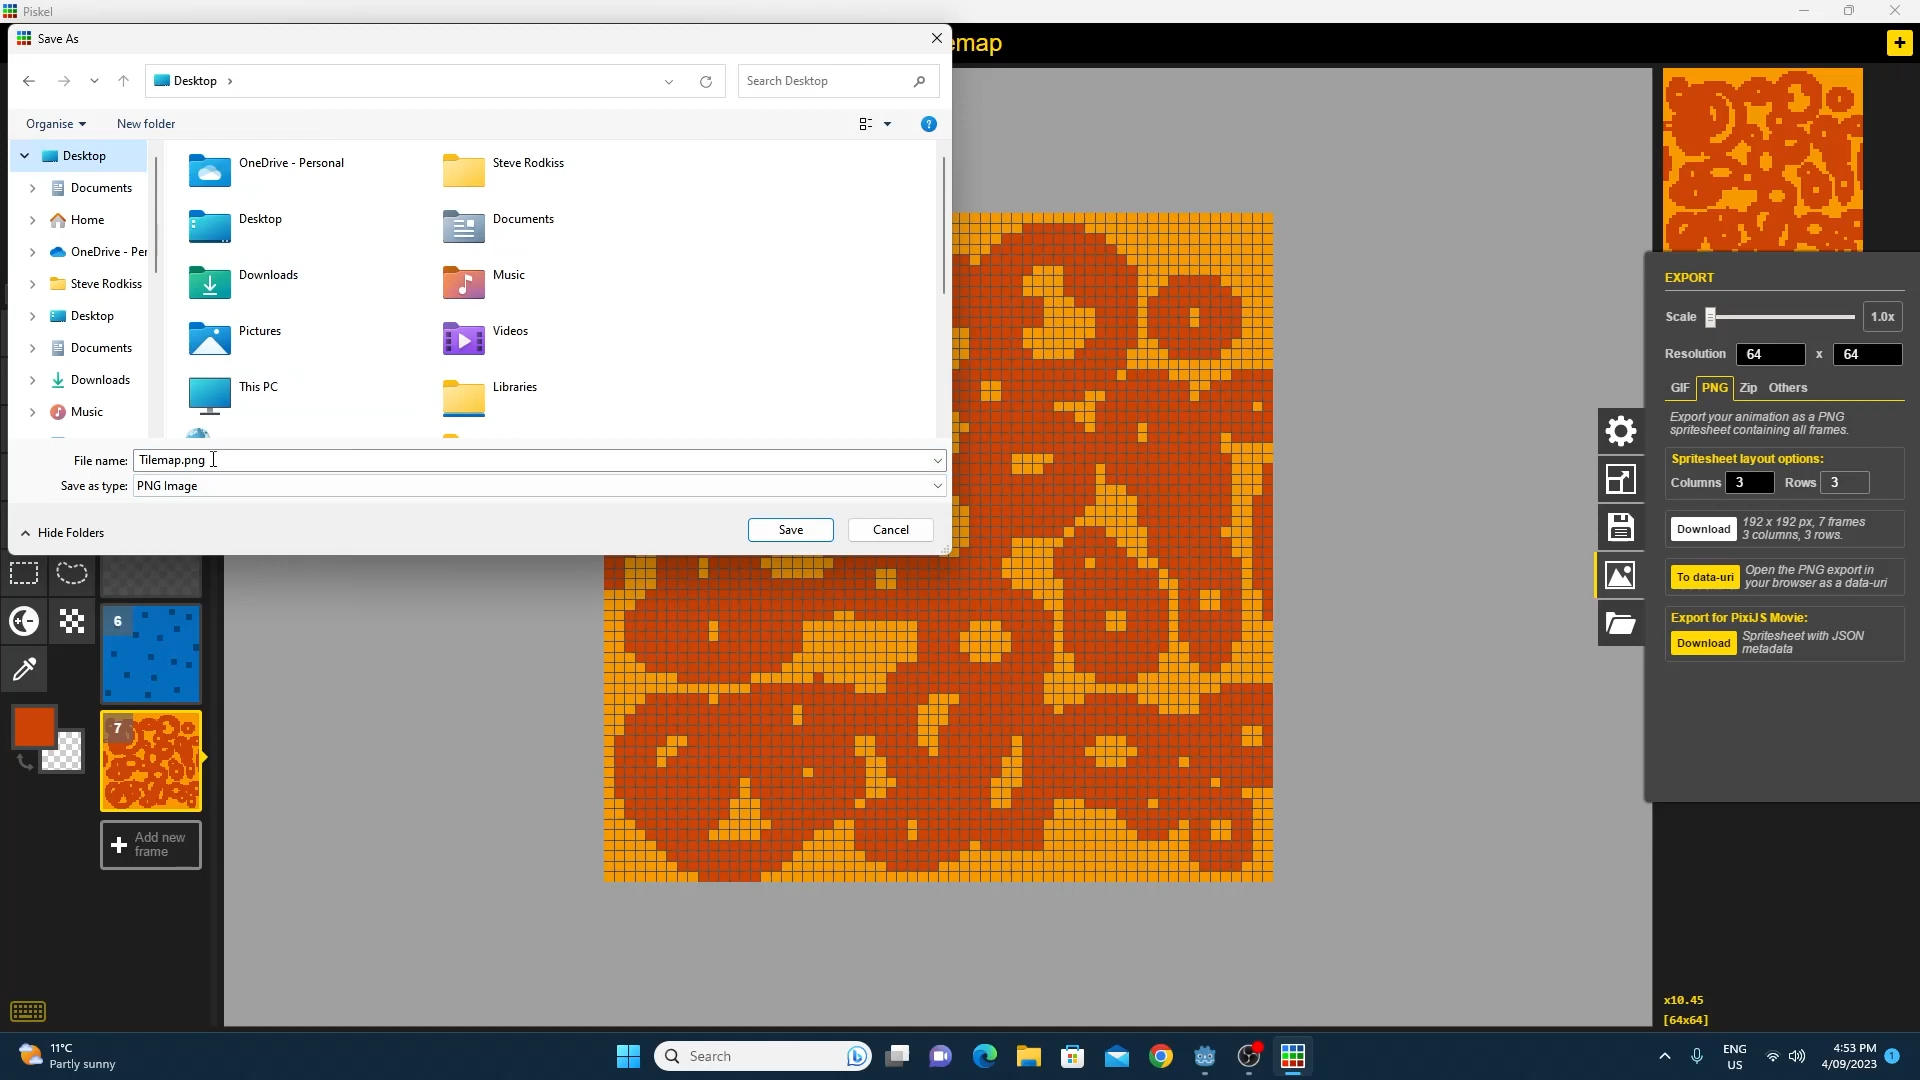 Piskel
Save As
emap
Desktop
Search Desktop
Organise
New folder
Desktop
Documents
Home
OneDrive - Per
Steve Rodkiss
Desktop
Documents
Downloads
Music
OneDrive - Personal
Steve Rodkiss
Desktop
Documents
Downloads
Music
Pictures
Videos
This PC
Libraries
File name: Tilemap.png
Save as type: PNG Image
Hide Folders
Save
Cancel
EXPORT
Scale 1.0x
Resolution 64 x 64
GIF PNG Zip Others
Export your animation as a PNG
spritesheet containing all frames.
Spritesheet layout options:
Columns 3 Rows 3
Download 192 x 192 px, 7 frames
3 columns, 3 rows.
To data-uri Open the PNG export in
your browser as a data-uri
Export for PixiJS Movie:
Download Spritesheet with JSON
metadata
6
7
Add new
frame
x10.45
[64x64]
11°C
Partly sunny
Search
ENG
US
4:53 PM
4/09/2023
1